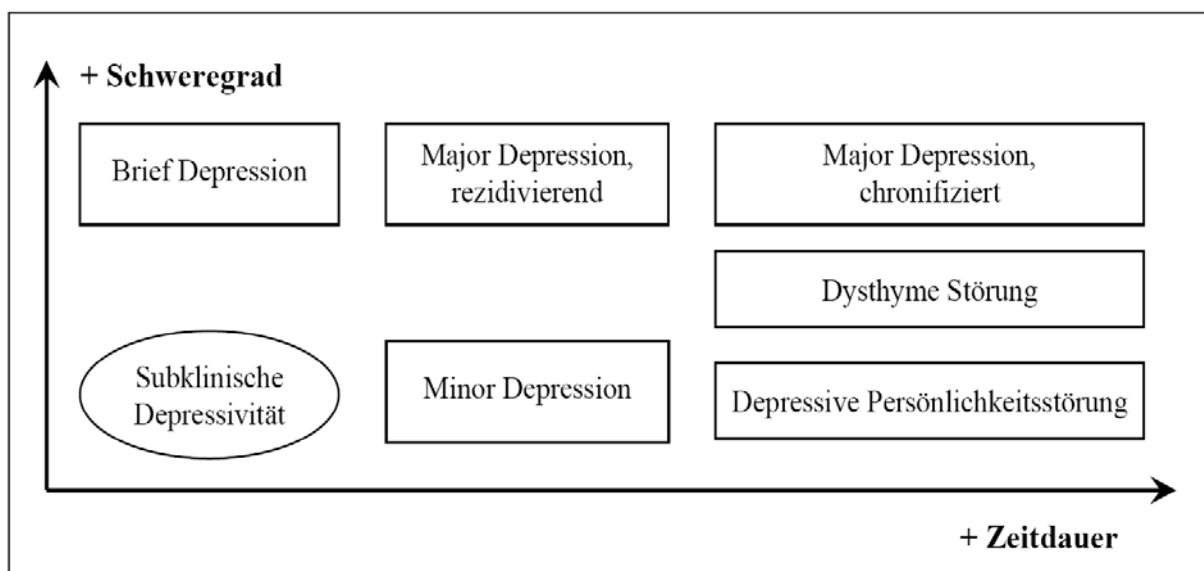 + Schweregrad
Brief Depression
Major Depression,
rezidivierend
Major Depression,
chronifiziert
Dysthyme Störung
Subklinische
Depressivität
Minor Depression
Depressive Persönlichkeitsstörung
+ Zeitdauer